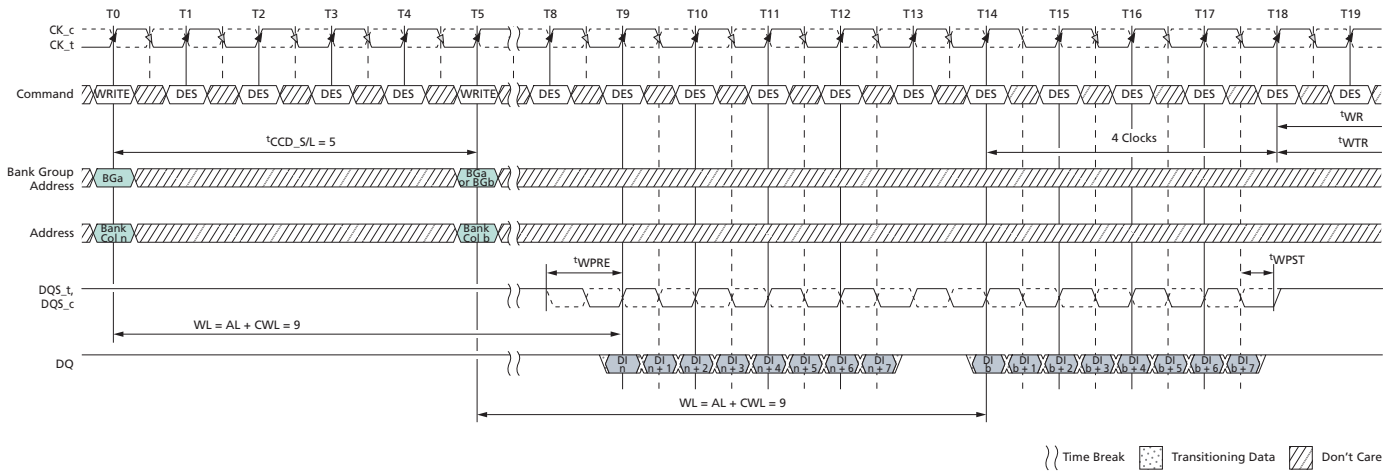 T0 T1 T2 T3 T4 T5 T8 T9 T10 T11 T12 T13 T14 T15 T16 T17 T18 T19
CK_c
CK_t
Command WRITE DES DES DES DES WRITE DES DES DES DES DES DES DES DES DES DES DES DES
tWR
tCCD_S/L = 5 4 Clocks tWTR
Bank Group
Address BGa BGa
or BGb
Address Bank
Col n Bank
Col b
tWPRE tWPST
DQS_t,
DQS_c
WL = AL + CWL = 9
DQ DI
n DI
n + 1 DI
n + 2 DI
n + 3 DI
n + 4 DI
n + 5 DI
n + 6 DI
n + 7 DI
b DI
b + 1 DI
b + 2 DI
b + 3 DI
b + 4 DI
b + 5 DI
b + 6 DI
b + 7
WL = AL + CWL = 9
Time Break Transitioning Data Don't Care